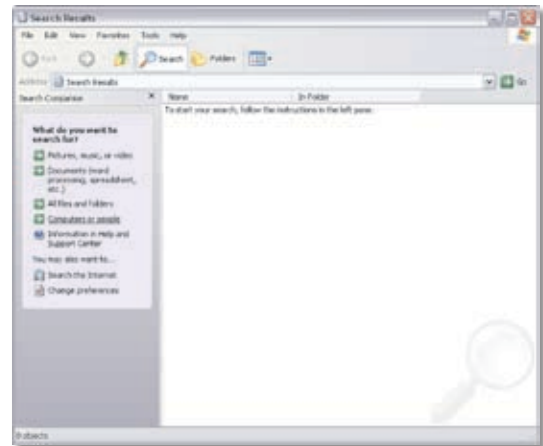 Search Results
File Edit View Favorites Tools Help
Back Search Folders
Address Search Results Go
Search Companion
Name In Folder
To start your search, follow the instructions in the left pane.
What do you want to
search for?
Pictures, music, or video
Documents (word
processing, spreadsheet,
etc.)
All files and folders
Computers or people
Information in Help and
Support Center
You may also want to...
Search the Internet
Change preferences
0 objects